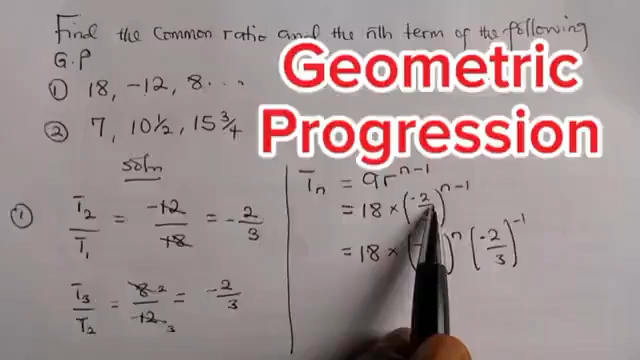 Find the Common ratio and the nth term of the following
G.P
① 18, -12, 8...
② 7, 10½, 15¾
Geometric
Progression
Soln
① T₂/T₁ = -12/18 = -2/3
T₃/T₂ = 8 2/-12 3 = -2/3
Tₙ = arⁿ⁻¹
= 18 × (-2/ )ⁿ⁻¹
= 18 × ( )ⁿ (-2/3)⁻¹